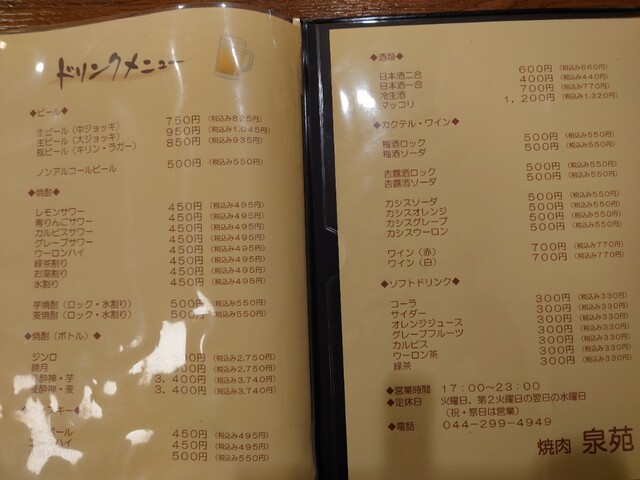 ドリンクメニュー
◆ビール◆
生ビール（中ジョッキ） 750円（税込み825円）
生ビール（大ジョッキ） 950円（税込み1,045円）
瓶ビール（キリン・ラガー） 850円（税込み935円）
ノンアルコールビール 500円（税込み550円）
◆焼酎◆
レモンサワー 450円（税込み495円）
青りんごサワー 450円（税込み495円）
カルピスサワー 450円（税込み495円）
グレープサワー 450円（税込み495円）
ウーロンハイ 450円（税込み495円）
緑茶割り 450円（税込み495円）
お湯割り 450円（税込み495円）
水割り 450円（税込み495円）
芋焼酎（ロック・水割り） 500円（税込み550円）
麦焼酎（ロック・水割り） 500円（税込み550円）
◆焼酎（ボトル）◆
ジンロ 00円（税込み2,750円）
鏡月 00円（税込み2,750円）
酔神・芋 3,400円（税込み3,740円）
酔神・麦 3,400円（税込み3,740円）
キー◆
ボール 450円（税込み495円）
ハイ 450円（税込み495円）
500円（税込み550円）
◆酒類◆
日本酒二合 600円（税込み660円）
日本酒一合 400円（税込み440円）
冷生酒 700円（税込み770円）
マッコリ 1,200円（税込み1,320円）
◆カクテル・ワイン◆
梅酒ロック 500円（税込み550円）
梅酒ソーダ 500円（税込み550円）
杏露酒ロック 500円（税込み550円）
杏露酒ソーダ 500円（税込み550円）
カシスソーダ 500円（税込み550円）
カシスオレンジ 500円（税込み550円）
カシスグレープ 500円（税込み550円）
カシスウーロン 500円（税込み550円）
ワイン（赤） 700円（税込み770円）
ワイン（白） 700円（税込み770円）
◆ソフトドリンク◆
コーラ 300円（税込み330円）
サイダー 300円（税込み330円）
オレンジジュース 300円（税込み330円）
グレープフルーツ 300円（税込み330円）
カルピス 300円（税込み330円）
ウーロン茶 300円（税込み330円）
緑茶 300円（税込み330円）
◆営業時間 17:00~23:00
◆定休日 火曜日、第2火曜日の翌日の水曜日
（祝・祭日は営業）
◆電話 044-299-4949
焼肉 泉苑